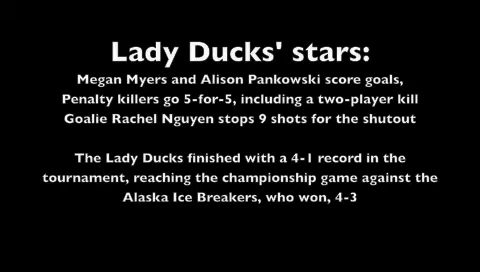 Lady Ducks' stars:
Megan Myers and Alison Pankowski score goals,
Penalty killers go 5-for-5, including a two-player kill
Goalie Rachel Nguyen stops 9 shots for the shutout
The Lady Ducks finished with a 4-1 record in the
tournament, reaching the championship game against the
Alaska Ice Breakers, who won, 4-3